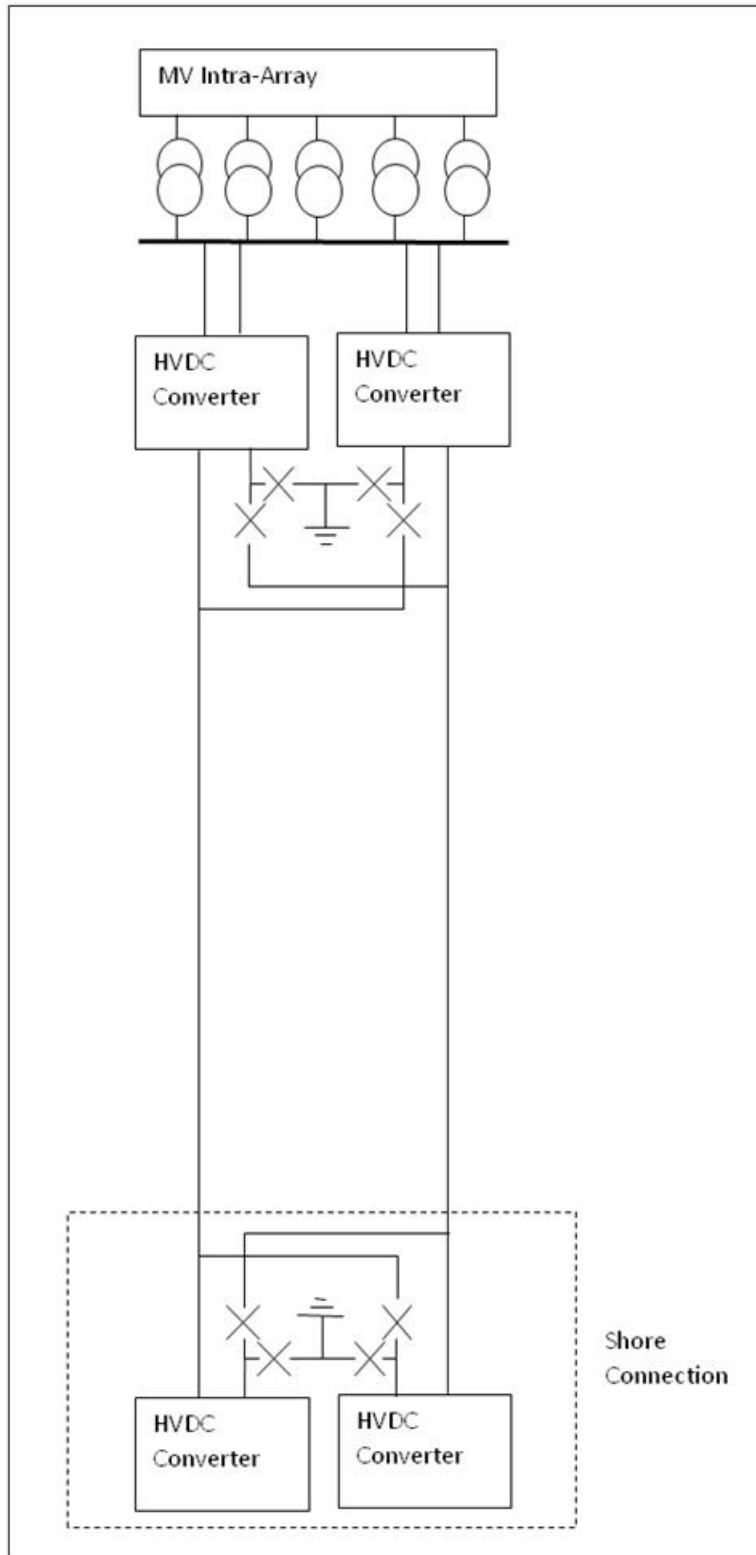 MV Intra-Array
HVDC
Converter
HVDC
Converter
Shore
Connection
HVDC
Converter
HVDC
Converter